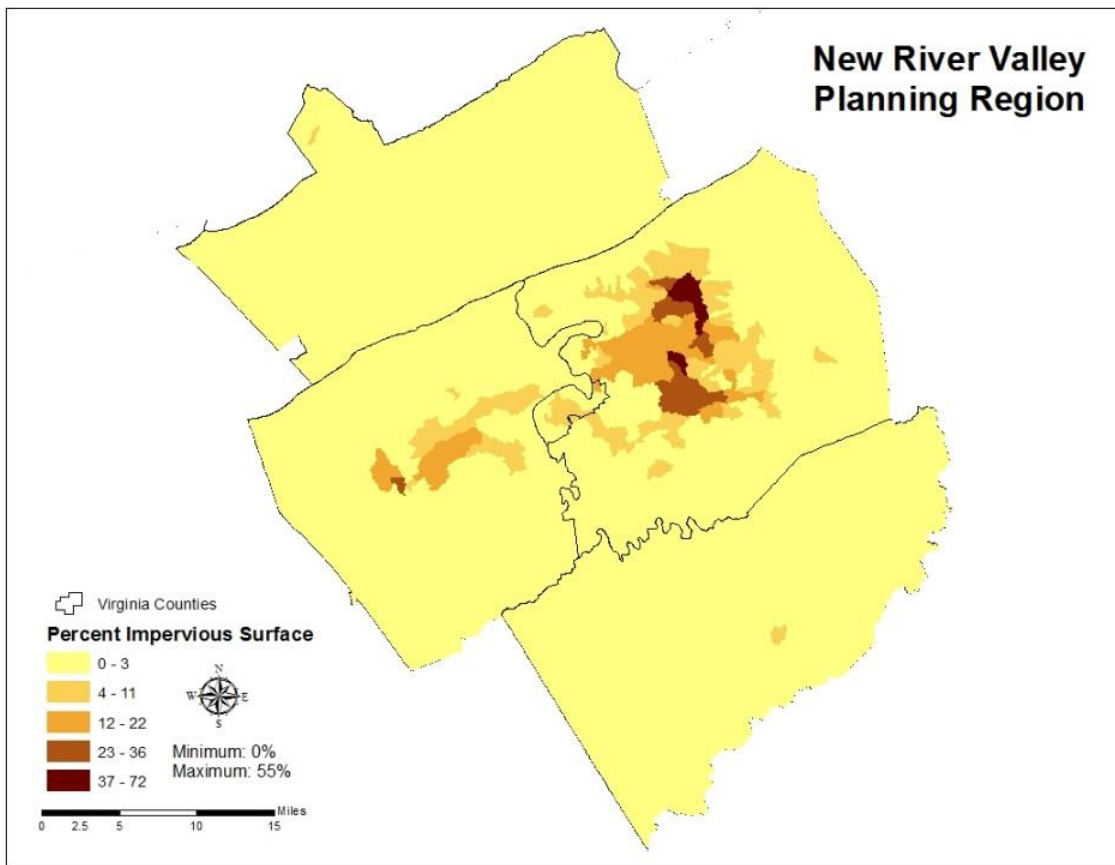 New River Valley
Planning Region
Virginia Counties
Percent Impervious Surface
0 - 3
4 - 11
12 - 22
23 - 36
37 - 72
N
W E
S
Minimum: 0%
Maximum: 55%
Miles
0 2.5 5 10 15